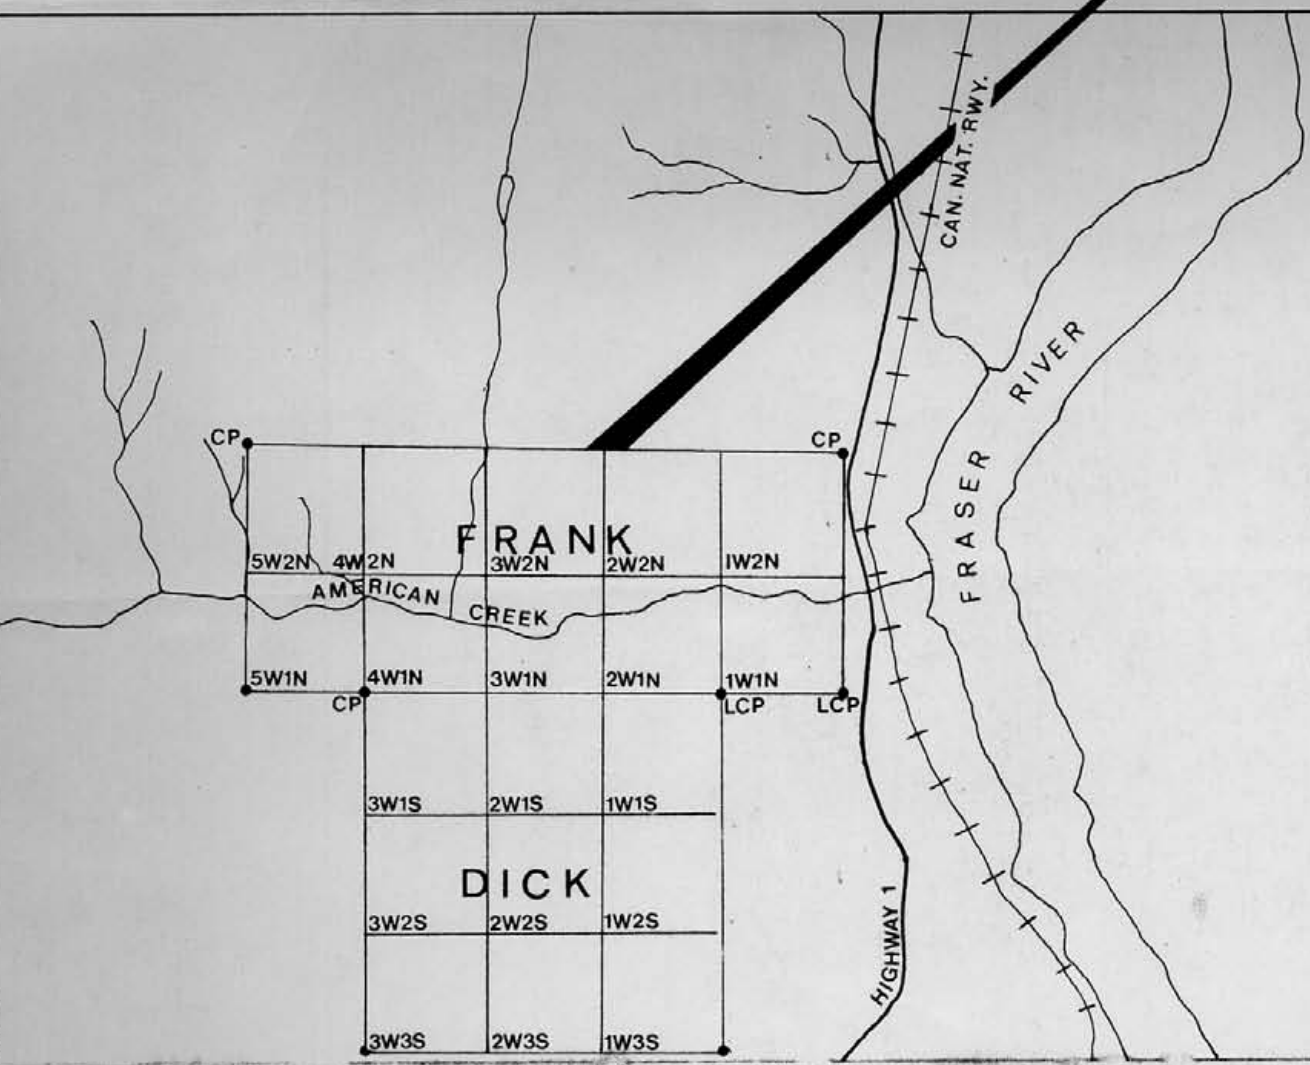 CAN. NAT. RWY.
FRASER RIVER
CP
CP
FRANK
5W2N 4W2N 3W2N 2W2N 1W2N
AMERICAN CREEK
5W1N 4W1N 3W1N 2W1N 1W1N
CP LCP LCP
3W1S 2W1S 1W1S
DICK
3W2S 2W2S 1W2S
HIGHWAY 1
3W3S 2W3S 1W3S